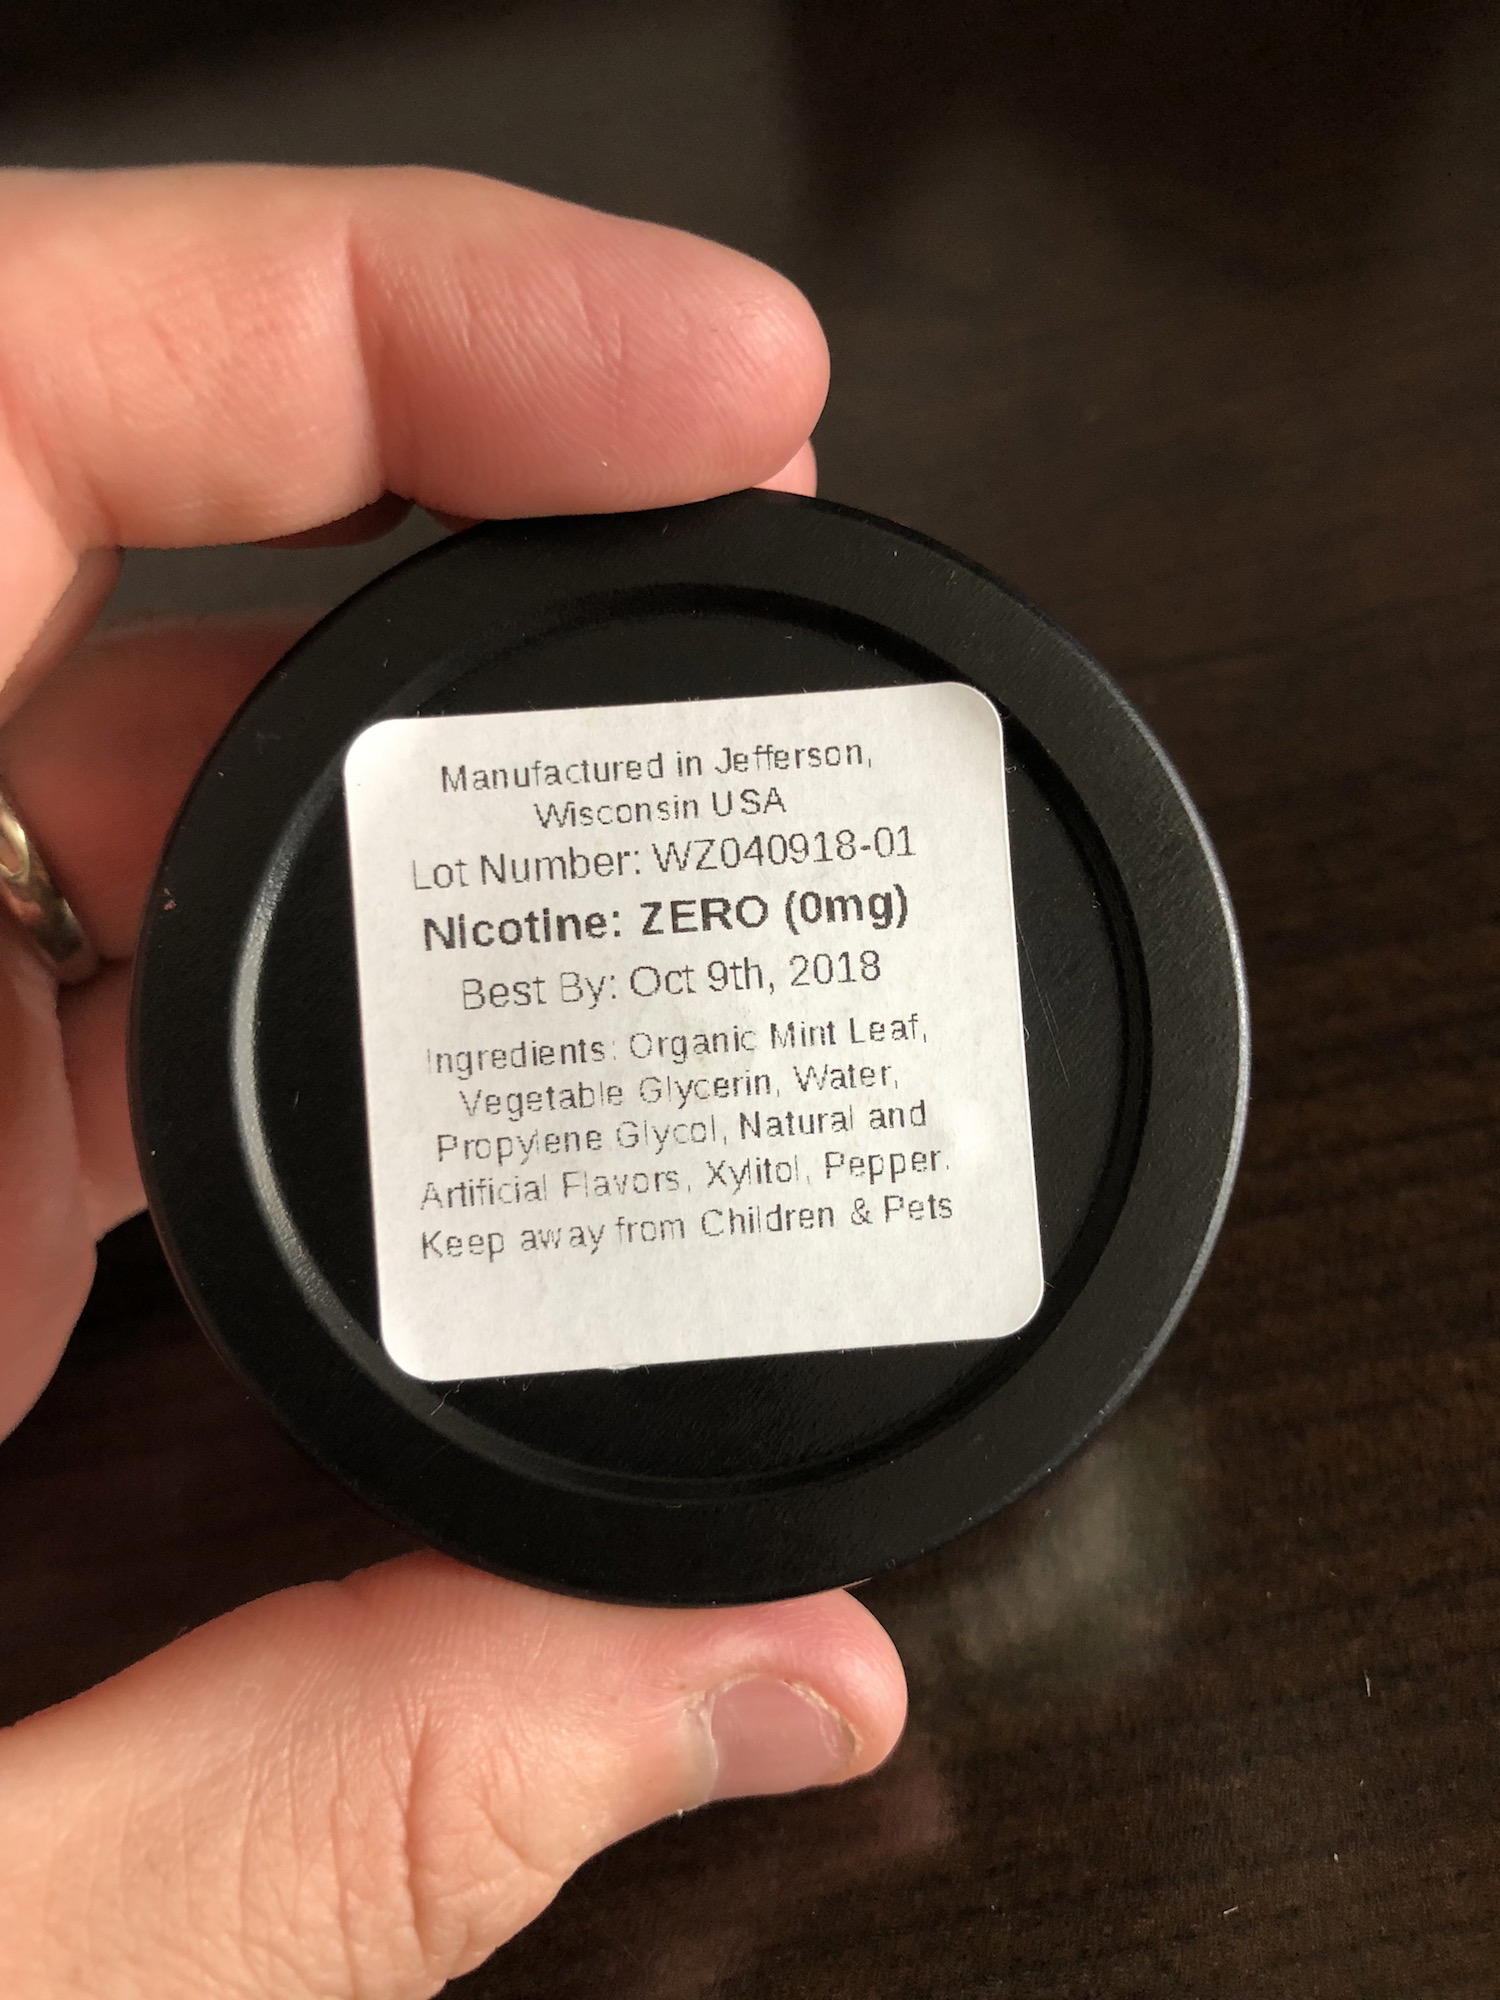 Manufactured in Jefferson,
Wisconsin USA
Lot Number: WZ040918-01
Nicotine: ZERO (0mg)
Best By: Oct 9th, 2018
Ingredients: Organic Mint Leaf,
Vegetable Glycerin, Water,
Propylene Glycol, Natural and
Artificial Flavors, Xylitol, Pepper.
Keep away from Children & Pets